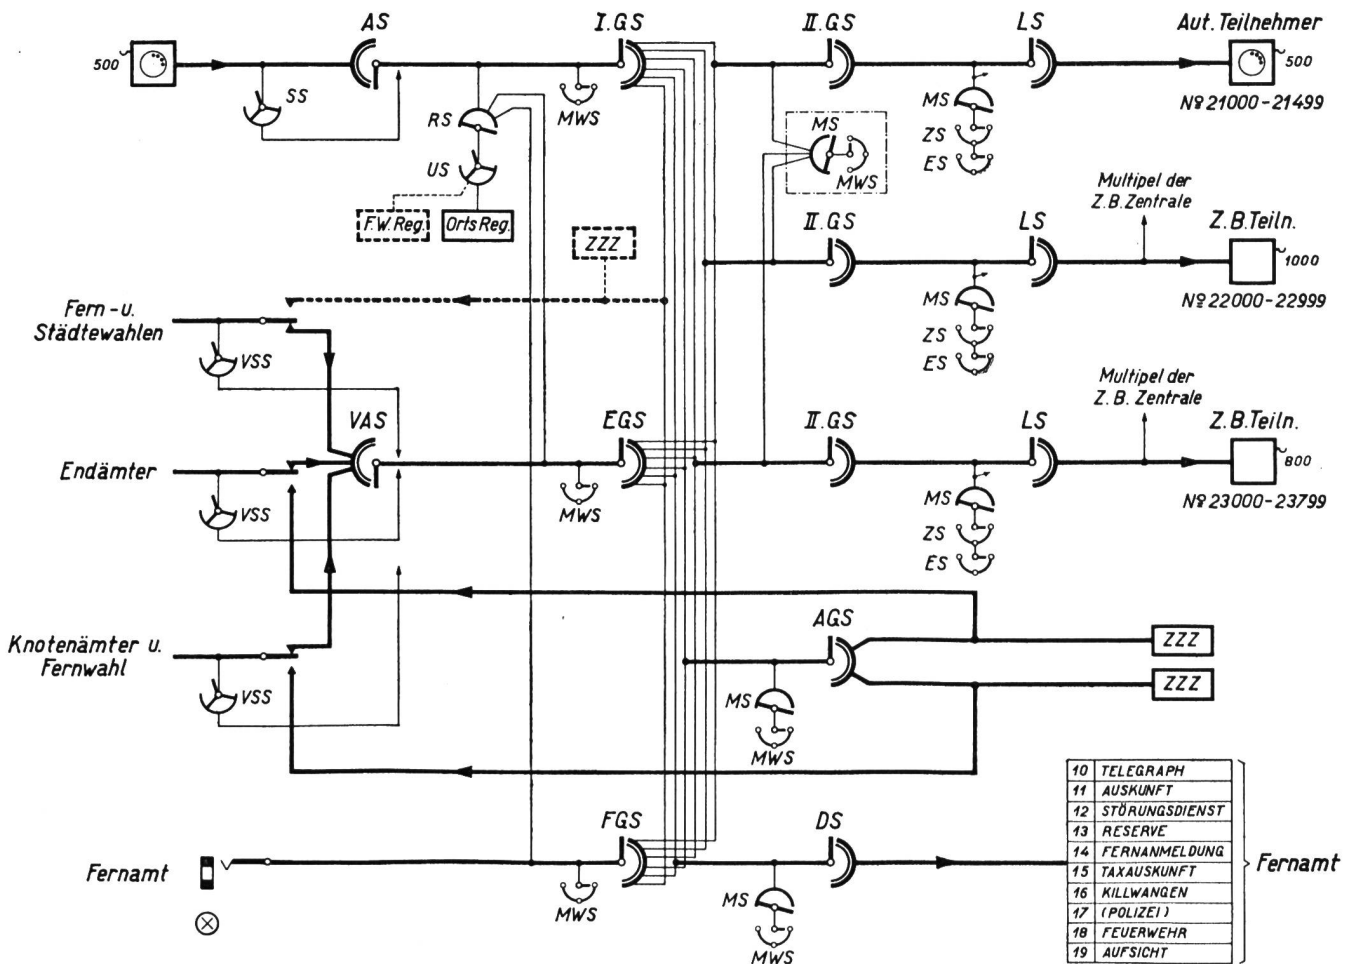 AS
I.GS
II.GS
LS
Aut. Teilnehmer
500
SS
RS
MWS
US
F.W. Reg.
Orts Reg.
MS
MWS
MS
ZS
ES
500
Nº 21000-21499
ZZZ
II.GS
LS
Multipel der
Z.B. Zentrale
Z.B. Teiln.
1000
Nº 22000-22999
MS
ZS
ES
Fern- u.
Städtewahlen
VSS
VAS
EGS
II.GS
LS
Multipel der
Z.B. Zentrale
Z.B. Teiln.
800
Nº 23000-23799
Endämter
VSS
MWS
MS
ZS
ES
Knotenämter u.
Fernwahl
VSS
AGS
ZZZ
ZZZ
MS
MWS
Fernamt
FGS
MWS
DS
MS
MWS
10 TELEGRAPH
11 AUSKUNFT
12 STÖRUNGSDIENST
13 RESERVE
14 FERNANMELDUNG
15 TAXAUSKUNFT
16 KILLWANGEN
17 (POLIZEI)
18 FEUERWEHR
19 AUFSICHT
Fernamt